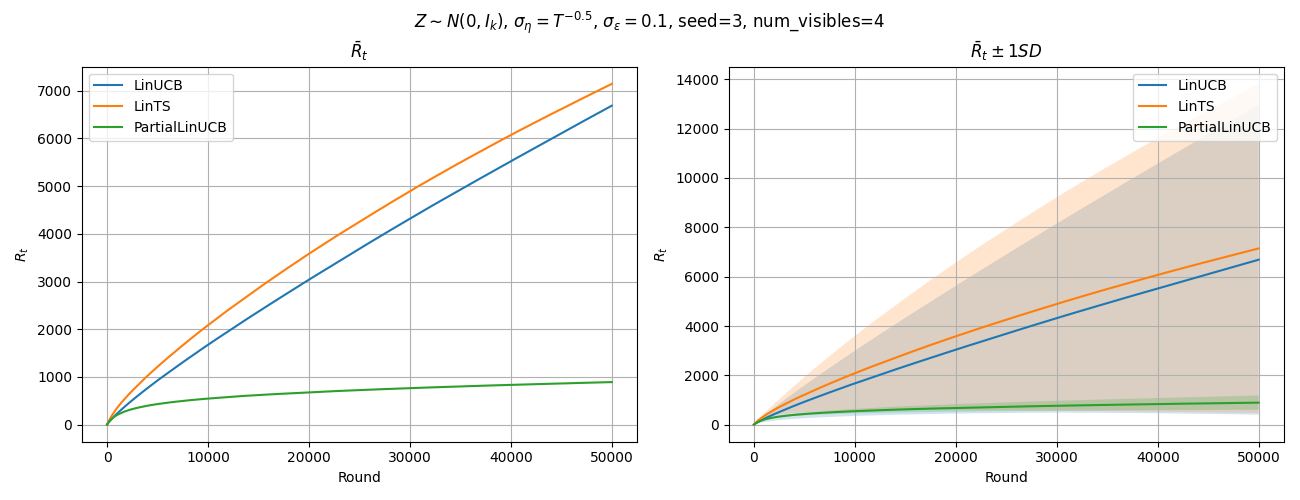 Z ∼ N(0, I_k), σ_η = T^{−0.5}, σ_ε = 0.1, seed=3, num_visibles=4
R̄_t
R_t
7000
6000
5000
4000
3000
2000
1000
0
LinUCB
LinTS
PartialLinUCB
0 10000 20000 30000 40000 50000
Round
R̄_t ± 1SD
R_t
14000
12000
10000
8000
6000
4000
2000
0
LinUCB
LinTS
PartialLinUCB
0 10000 20000 30000 40000 50000
Round